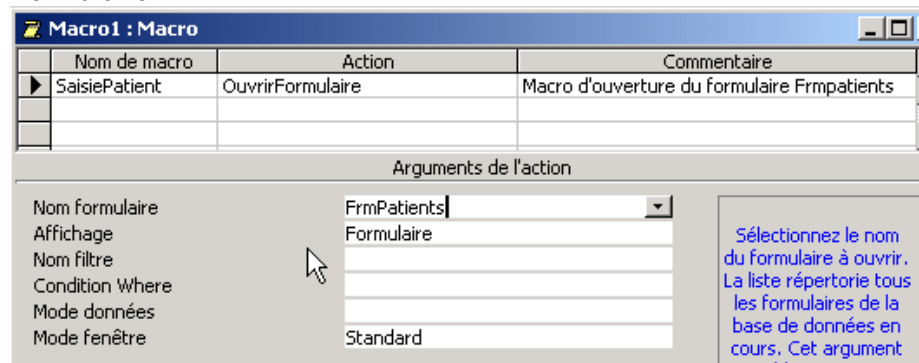 Macro1 : Macro
Nom de macro Action Commentaire
SaisiePatient OuvrirFormulaire Macro d'ouverture du formulaire Frmpatients
Arguments de l'action
Nom formulaire FrmPatients
Affichage Formulaire
Nom filtre
Condition Where
Mode données
Mode fenêtre Standard
Sélectionnez le nom
du formulaire à ouvrir.
La liste répertorie tous
les formulaires de la
base de données en
cours. Cet argument